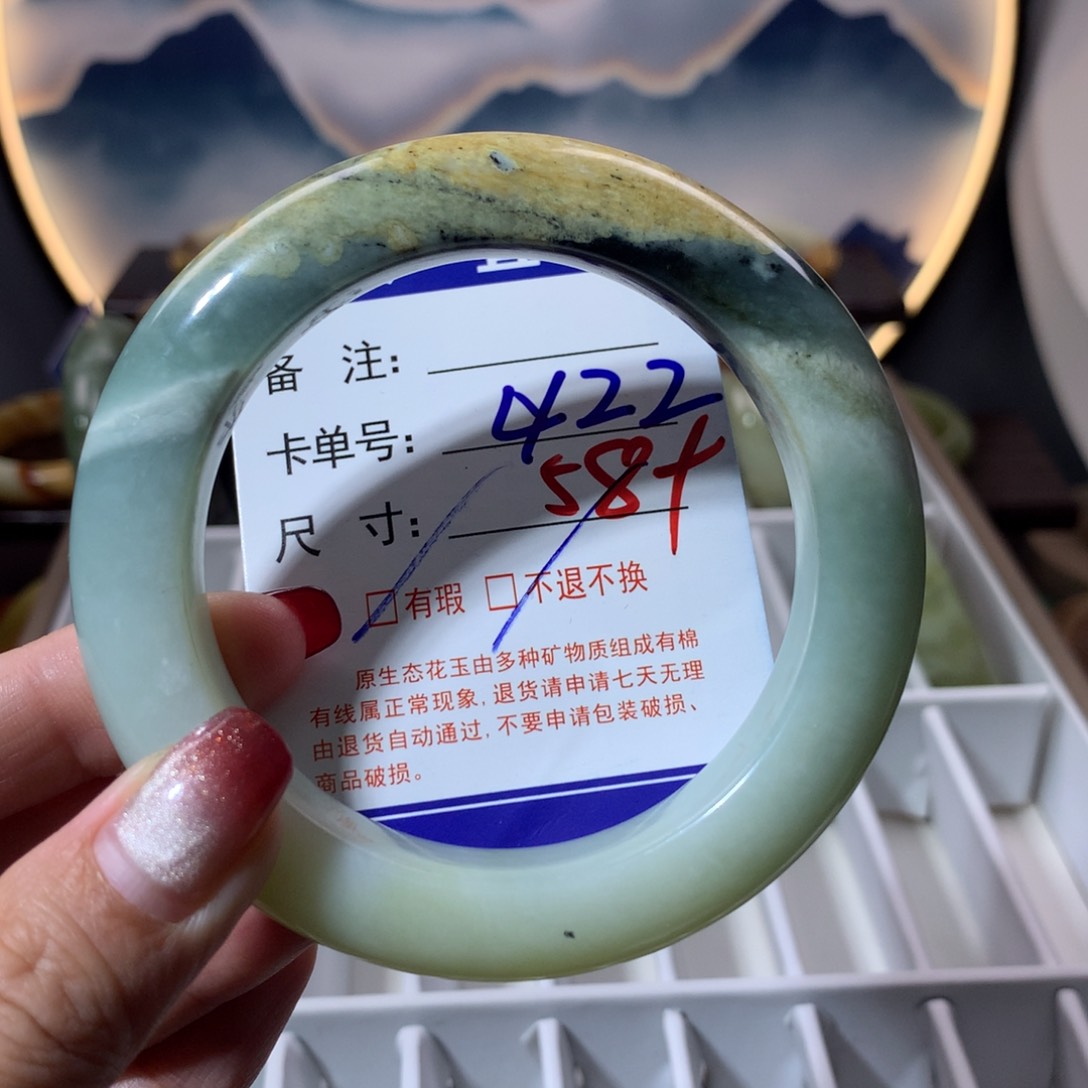 备 注:
卡单号: 422
尺 寸: 58+
□有瑕 □不退不换
原生态花玉由多种矿物质组成有棉
有线属正常现象,退货请申请七天无理
由退货自动通过,不要申请包装破损、
商品破损。